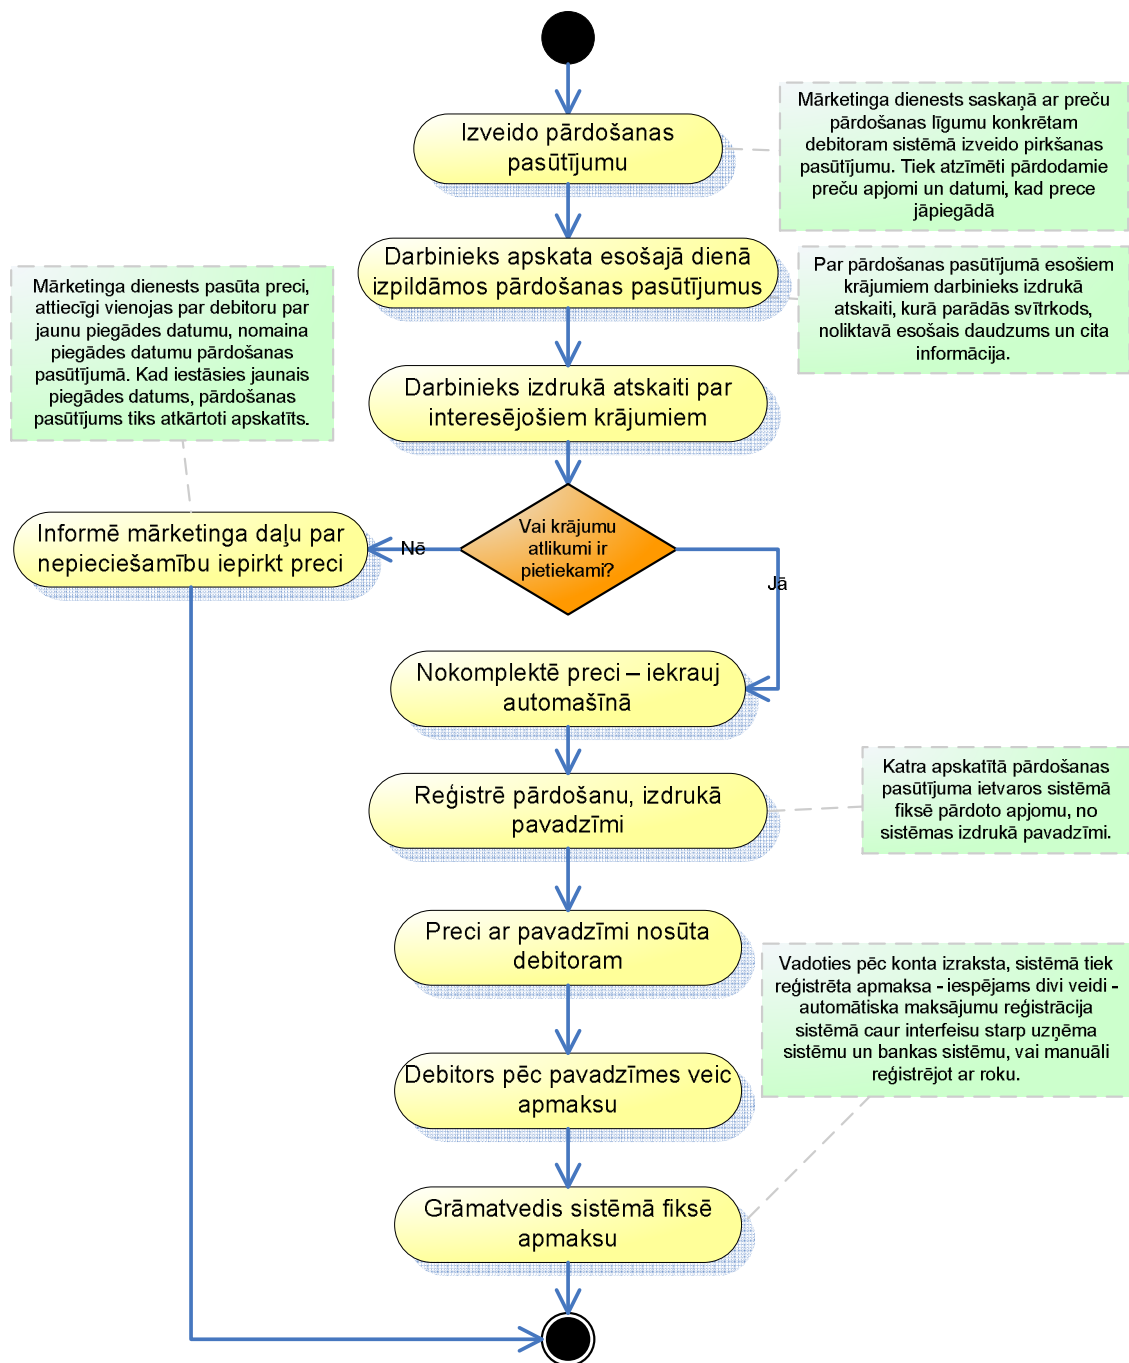 Izveido pārdošanas
pasūtījumu
Mārketinga dienests saskaņā ar preču
pārdošanas līgumu konkrētam
debitoram sistēmā izveido pirkšanas
pasūtījumu. Tiek atzīmēti pārdodamie
preču apjomi un datumi, kad prece
jāpiegādā
Darbinieks apskata esošajā dienā
izpildāmos pārdošanas pasūtījumus
Par pārdošanas pasūtījumā esošiem
krājumiem darbinieks izdrukā
atskaiti, kurā parādās svītrkods,
noliktavā esošais daudzums un cita
informācija.
Mārketinga dienests pasūta preci,
attiecīgi vienojas par debitoru par
jaunu piegādes datumu, nomaina
piegādes datumu pārdošanas
pasūtījumā. Kad iestāsies jaunais
piegādes datums, pārdošanas
pasūtījums tiks atkārtoti apskatīts.
Darbinieks izdrukā atskaiti par
interesējošiem krājumiem
Vai krājumu
atlikumi ir
pietiekami?
Nē
Jā
Informē mārketinga daļu par
nepieciešamību iepirkt preci
Nokomplektē preci – iekrauj
automašīnā
Reģistrē pārdošanu, izdrukā
pavadzīmi
Katra apskatītā pārdošanas
pasūtījuma ietvaros sistēmā
fiksē pārdoto apjomu, no
sistēmas izdrukā pavadzīmi.
Preci ar pavadzīmi nosūta
debitoram
Vadoties pēc konta izraksta, sistēmā tiek
reģistrēta apmaksa - iespējams divi veidi -
automātiska maksājumu reģistrācija
sistēmā caur interfeisu starp uzņēma
sistēmu un bankas sistēmu, vai manuāli
reģistrējot ar roku.
Debitors pēc pavadzīmes veic
apmaksu
Grāmatvedis sistēmā fiksē
apmaksu